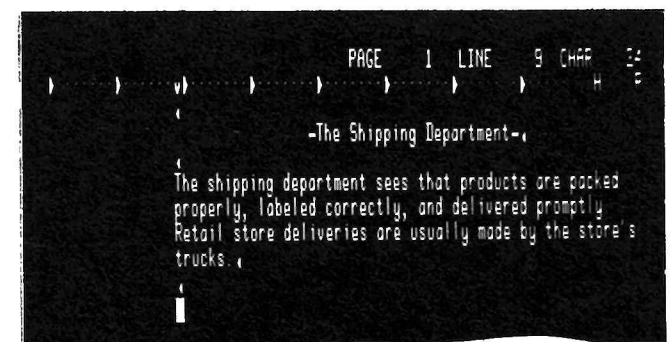 PAGE 1 LINE 9 CHAR 24
H
-The Shipping Department-
The shipping department sees that products are packed
properly, labeled correctly, and delivered promptly
Retail store deliveries are usually made by the store's
trucks.